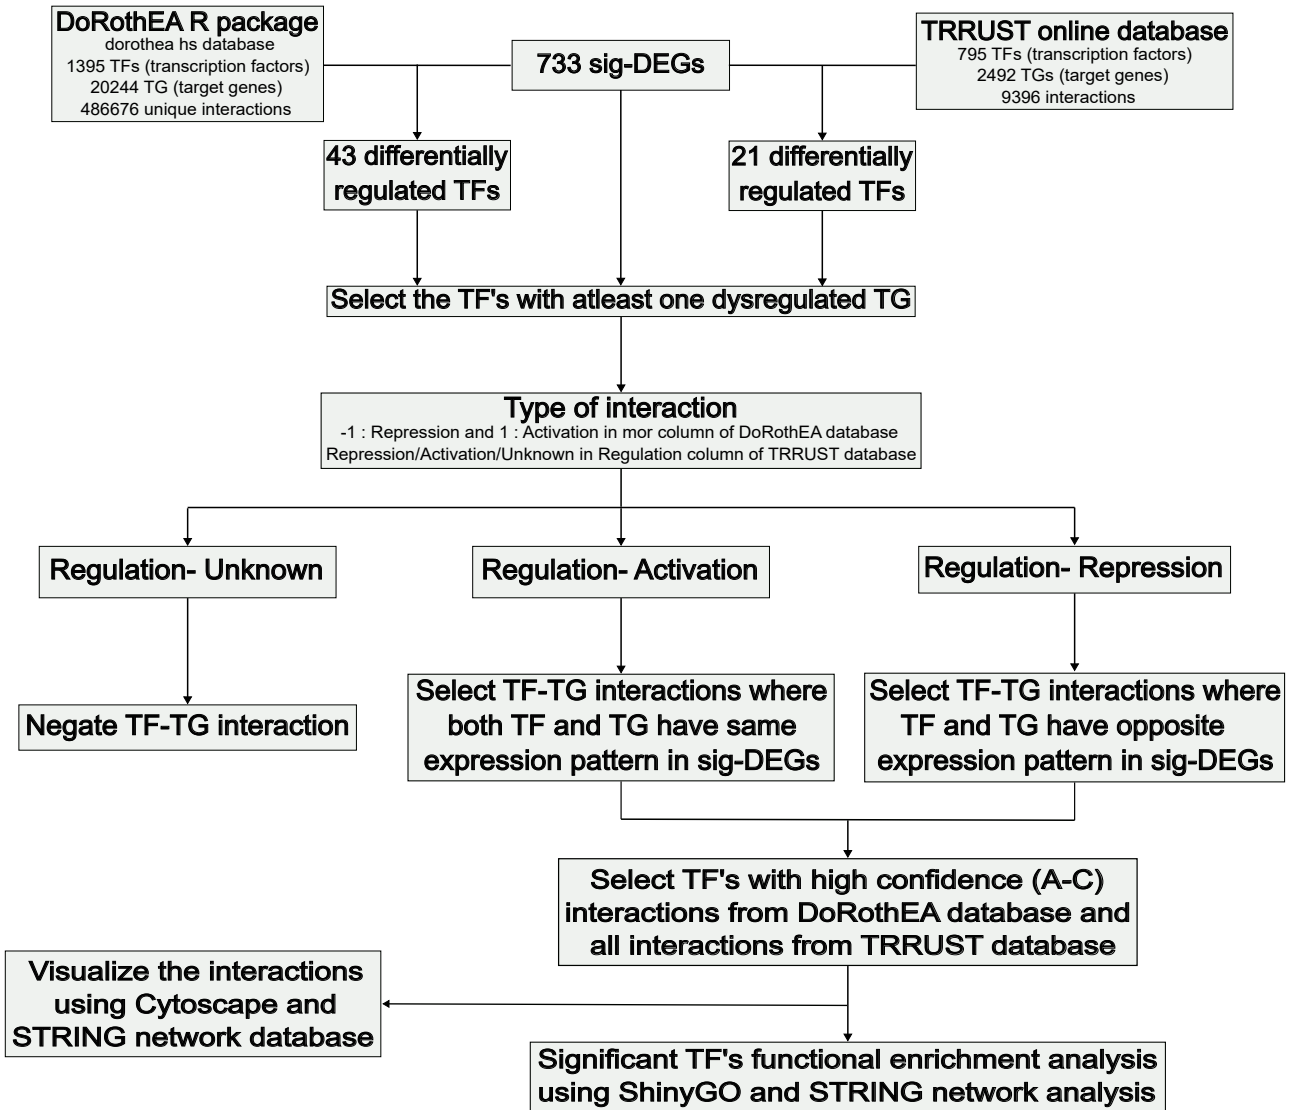 DoRothEA R package
dorothea hs database
1395 TFs (transcription factors)
20244 TG (target genes)
486676 unique interactions
733 sig-DEGs
TRRUST online database
795 TFs (transcription factors)
2492 TGs (target genes)
9396 interactions
43 differentially
regulated TFs
21 differentially
regulated TFs
Select the TF's with atleast one dysregulated TG
Type of interaction
-1 : Repression and 1 : Activation in mor column of DoRothEA database
Repression/Activation/Unknown in Regulation column of TRRUST database
Regulation- Unknown
Regulation- Activation
Regulation- Repression
Negate TF-TG interaction
Select TF-TG interactions where
both TF and TG have same
expression pattern in sig-DEGs
Select TF-TG interactions where
TF and TG have opposite
expression pattern in sig-DEGs
Select TF's with high confidence (A-C)
interactions from DoRothEA database and
all interactions from TRRUST database
Visualize the interactions
using Cytoscape and
STRING network database
Significant TF's functional enrichment analysis
using ShinyGO and STRING network analysis